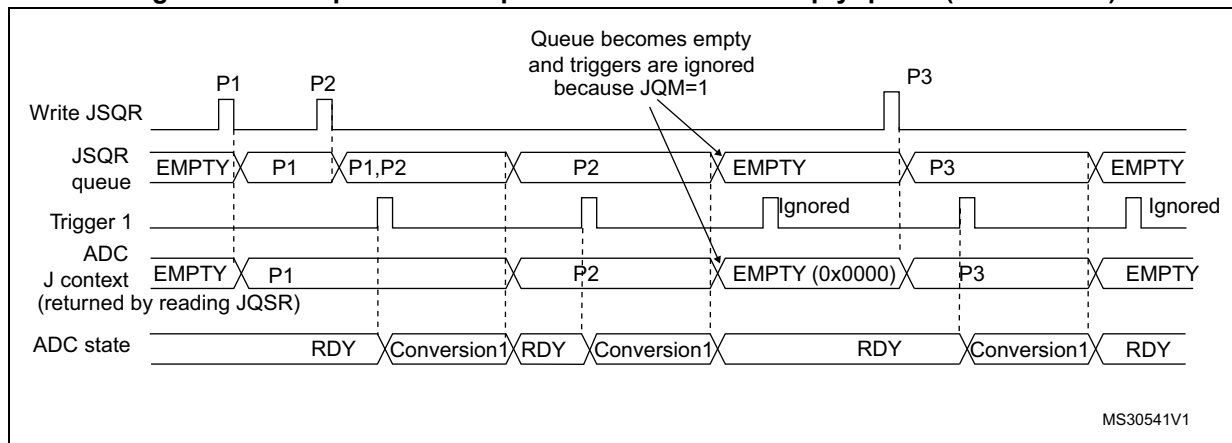 Queue becomes empty
and triggers are ignored
because JQM=1
P1 P2 P3
Write JSQR
JSQR
queue
EMPTY P1 P1,P2 P2 EMPTY P3 EMPTY
Trigger 1
Ignored Ignored
ADC
J context
(returned by reading JQSR)
EMPTY P1 P2 EMPTY (0x0000) P3 EMPTY
ADC state
RDY Conversion1 RDY Conversion1 RDY Conversion1 RDY
MS30541V1